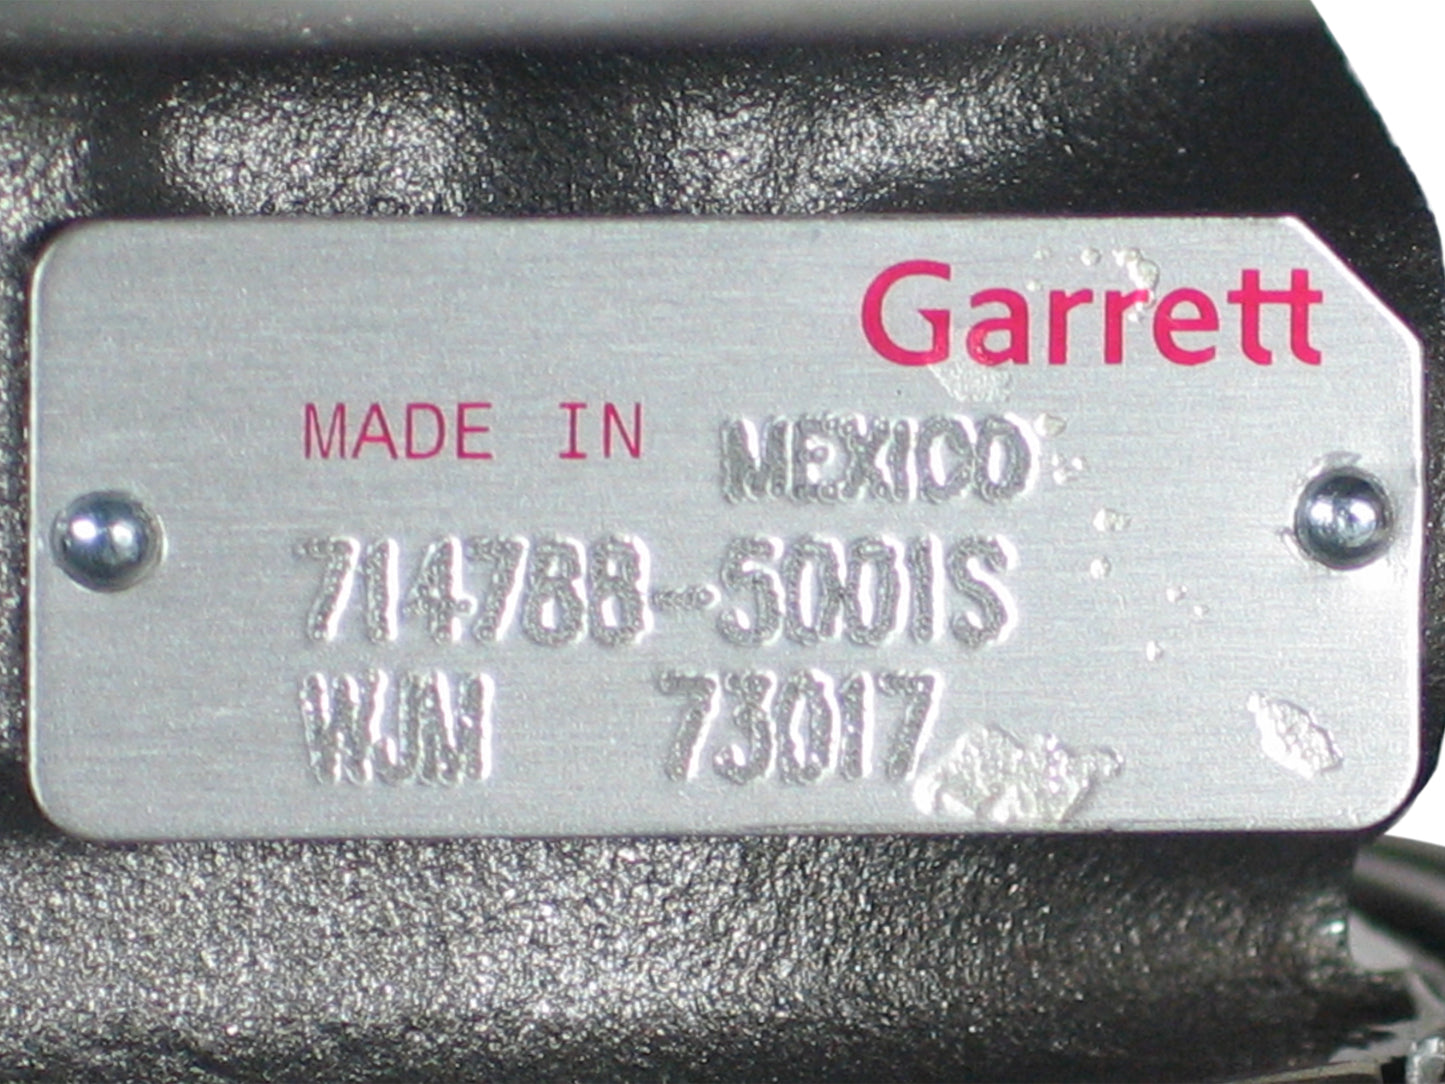 Garrett
MADE IN MEXICO
714788-5001S
WJM 73017